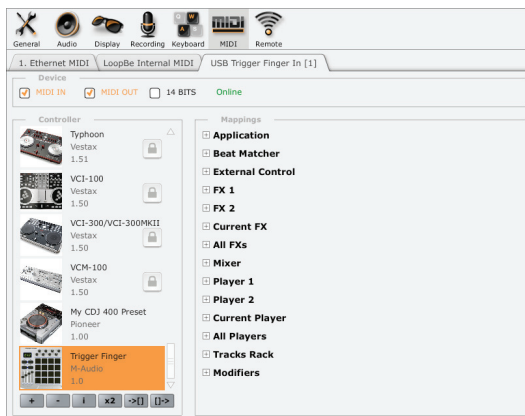 General Audio Display Recording Keyboard MIDI Remote
1. Ethernet MIDI LoopBe Internal MIDI USB Trigger Finger In [1]
Device
MIDI IN MIDI OUT 14 BITS Online
Controller
Typhoon
Vestax
1.51
VCI-100
Vestax
1.50
VCI-300/VCI-300MKII
Vestax
1.50
VCM-100
Vestax
1.50
My CDJ 400 Preset
Pioneer
1.00
Trigger Finger
M-Audio
1.0
+ - i x2 ->[] []->
Mappings
Application
Beat Matcher
External Control
FX 1
FX 2
Current FX
All FXs
Mixer
Player 1
Player 2
Current Player
All Players
Tracks Rack
Modifiers